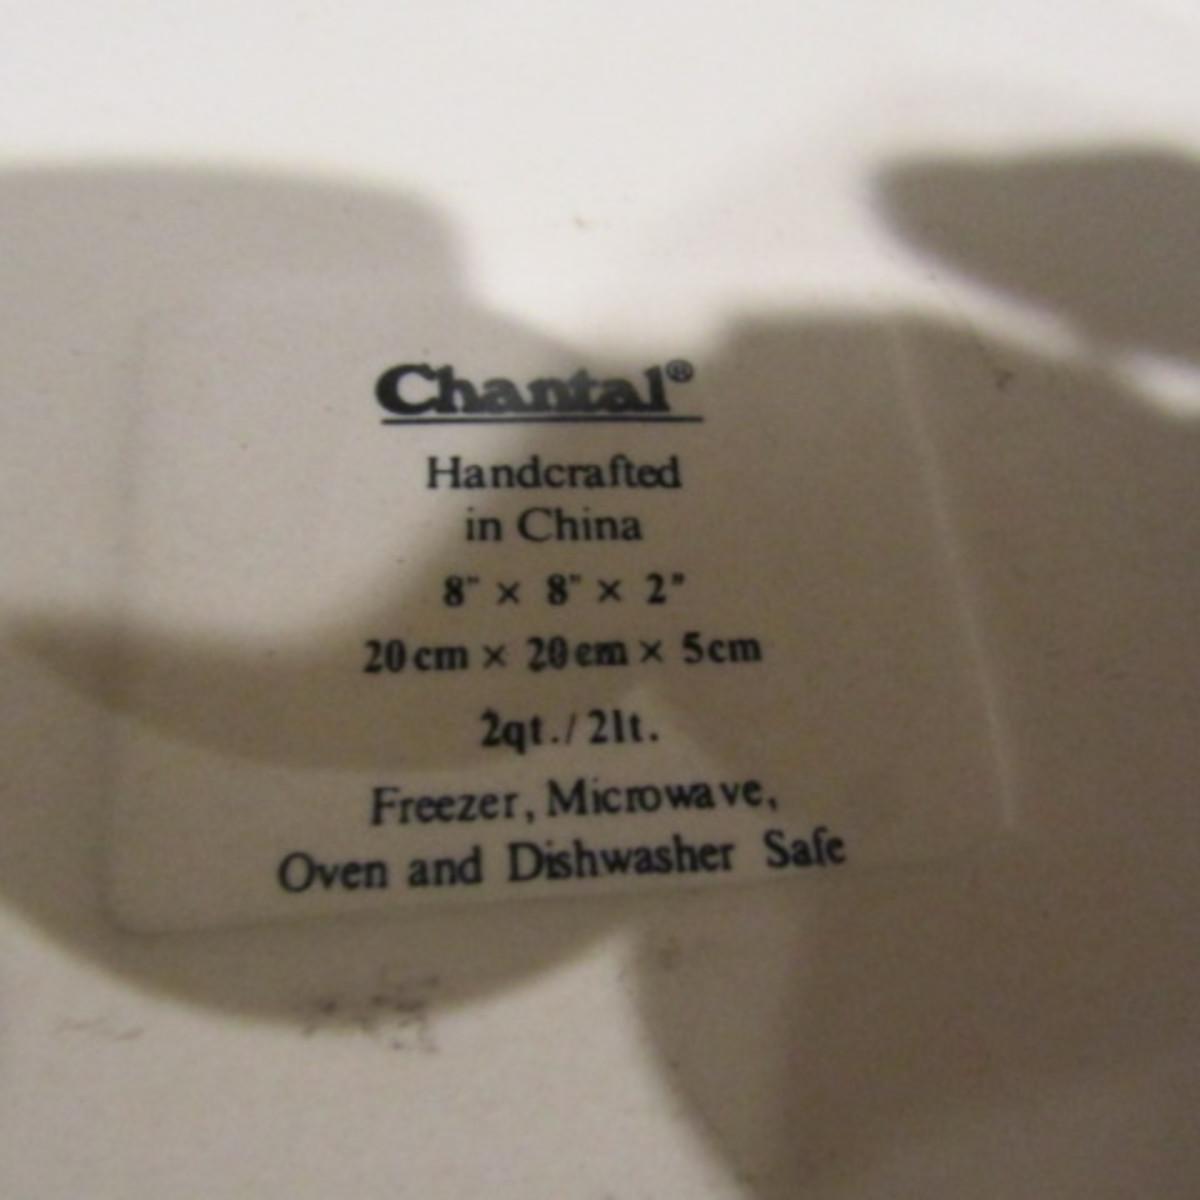 Chantal®
Handcrafted
in China
8" × 8" × 2"
20cm × 20cm × 5cm
2qt./2lt.
Freezer, Microwave,
Oven and Dishwasher Safe